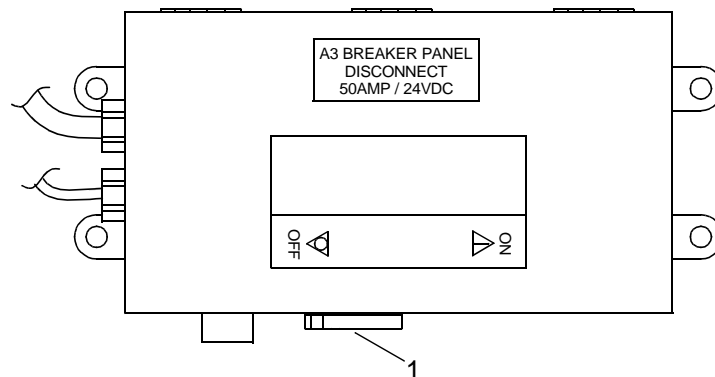 A3 BREAKER PANEL
DISCONNECT
50AMP / 24VDC
OFF
ON
1